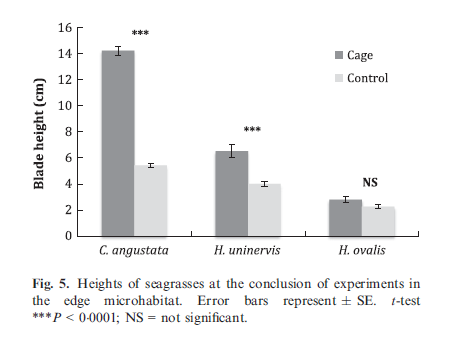 16
14
12
10
8
6
4
2
0
Blade height (cm)
***
***
NS
Cage
Control
C. angustata
H. uninervis
H. ovalis
Fig. 5. Heights of seagrasses at the conclusion of experiments in
the edge microhabitat. Error bars represent ± SE. t-test
***P < 0·0001; NS = not significant.